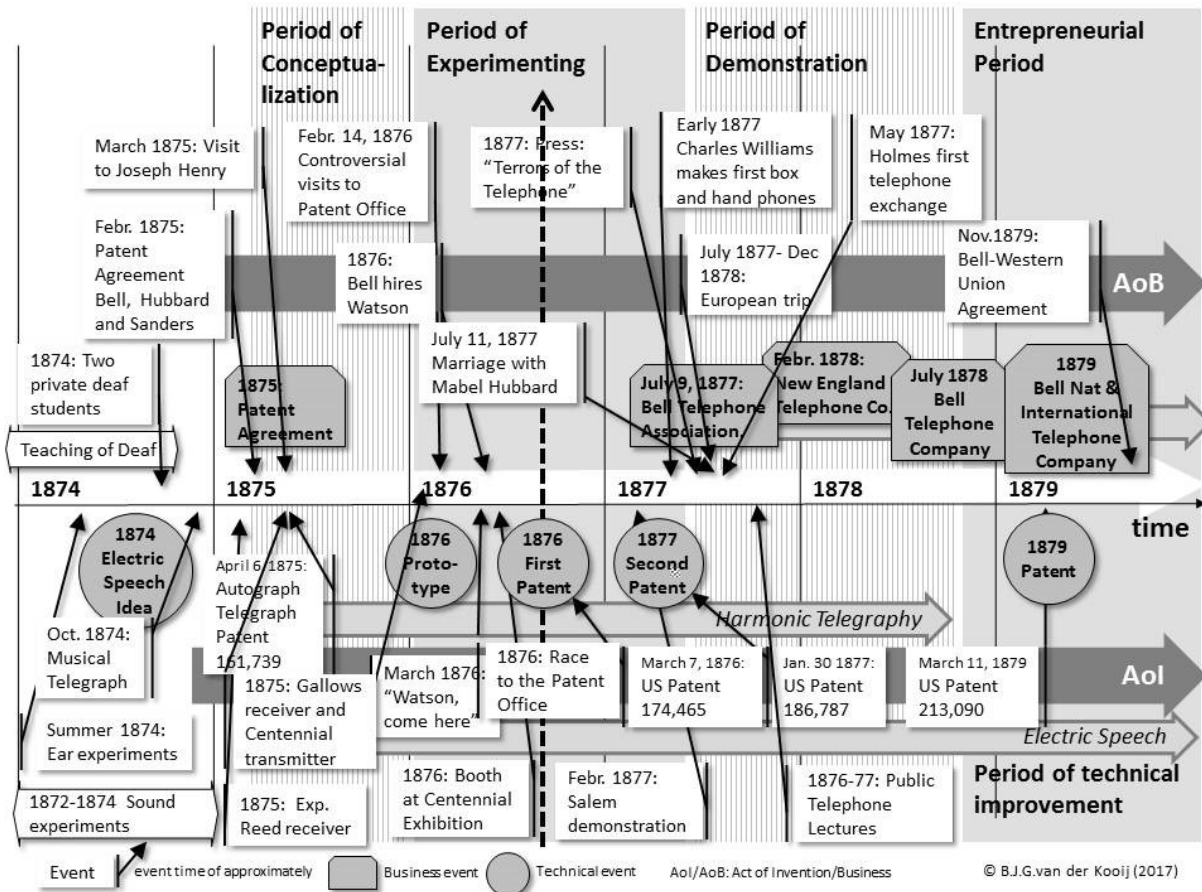 Period of
Conceptua-
lization
Period of
Experimenting
Period of
Demonstration
Entrepreneurial
Period
March 1875: Visit
to Joseph Henry
Febr. 14, 1876
Controversial
visits to
Patent Office
1877: Press:
“Terrors of the
Telephone”
Early 1877
Charles Williams
makes first box
and hand phones
May 1877:
Holmes first
telephone
exchange
Febr. 1875:
Patent
Agreement
Bell, Hubbard
and Sanders
1876:
Bell hires
Watson
July 1877- Dec
1878:
European trip
Nov.1879:
Bell-Western
Union
Agreement
AoB
July 11, 1877
Marriage with
Mabel Hubbard
1874: Two
private deaf
students
Teaching of Deaf
1875:
Patent
Agreement
July 9, 1877:
Bell Telephone
Association.
Febr. 1878:
New England
Telephone Co.
July 1878
Bell
Telephone
Company
1879
Bell Nat &
International
Telephone
Company
1874
1875
1876
1877
1878
1879
time
1874
Electric
Speech
Idea
1876
Proto-
type
1876
First
Patent
1877
Second
Patent
1879
Patent
April 6 1875:
Autograph
Telegraph
Patent
161,739
Harmonic Telegraphy
Oct. 1874:
Musical
Telegraph
1875: Gallows
receiver and
Centennial
transmitter
March 1876:
“Watson,
come here”
1876: Race
to the Patent
Office
March 7, 1876:
US Patent
174,465
Jan. 30 1877:
US Patent
186,787
March 11, 1879
US Patent
213,090
AoI
Summer 1874:
Ear experiments
Electric Speech
1872-1874 Sound
experiments
1875: Exp.
Reed receiver
1876: Booth
at Centennial
Exhibition
Febr. 1877:
Salem
demonstration
1876-77: Public
Telephone
Lectures
Period of technical
improvement
Event
event time of approximately
Business event
Technical event
AoI/AoB: Act of Invention/Business
© B.J.G.van der Kooij (2017)